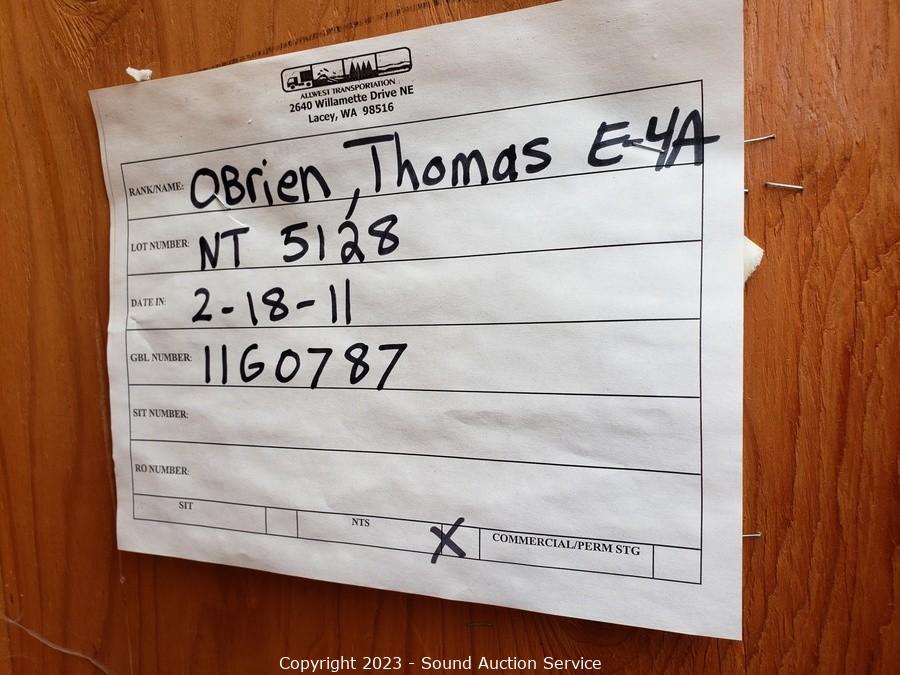 ALLWEST TRANSPORTATION
2640 Willamette Drive NE
Lacey, WA 98516
RANK/NAME: OBrien, Thomas E-4A
LOT NUMBER: NT 5128
DATE IN: 2-18-11
GBL NUMBER: 11G0787
SIT NUMBER:
RO NUMBER:
SIT NTS X COMMERCIAL/PERM STG
Copyright 2023 - Sound Auction Service